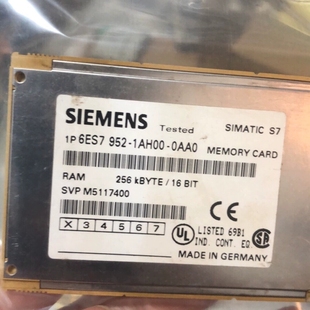 SIEMENS Tested SIMATIC S7
1P 6ES7 952-1AH00-0AA0 MEMORY CARD
RAM 256 kBYTE / 16 BIT
SVP M5117400
X 3 4 5 6 7
UL LISTED 69B1
IND. CONT. EQ
CE
MADE IN GERMANY